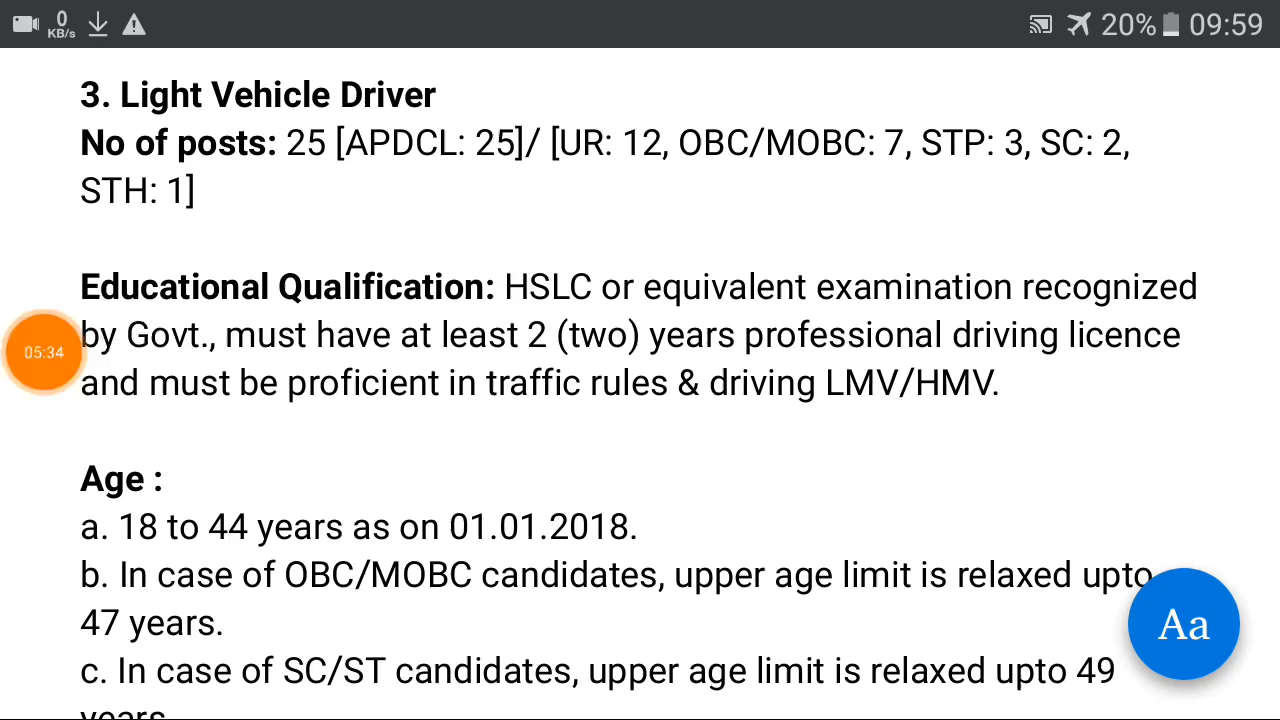 0
KB/s
20%
09:59
3. Light Vehicle Driver
No of posts: 25 [APDCL: 25]/ [UR: 12, OBC/MOBC: 7, STP: 3, SC: 2,
STH: 1]
Educational Qualification: HSLC or equivalent examination recognized
by Govt., must have at least 2 (two) years professional driving licence
and must be proficient in traffic rules & driving LMV/HMV.
05:34
Age :
a. 18 to 44 years as on 01.01.2018.
b. In case of OBC/MOBC candidates, upper age limit is relaxed upto
47 years.
Aa
c. In case of SC/ST candidates, upper age limit is relaxed upto 49
years